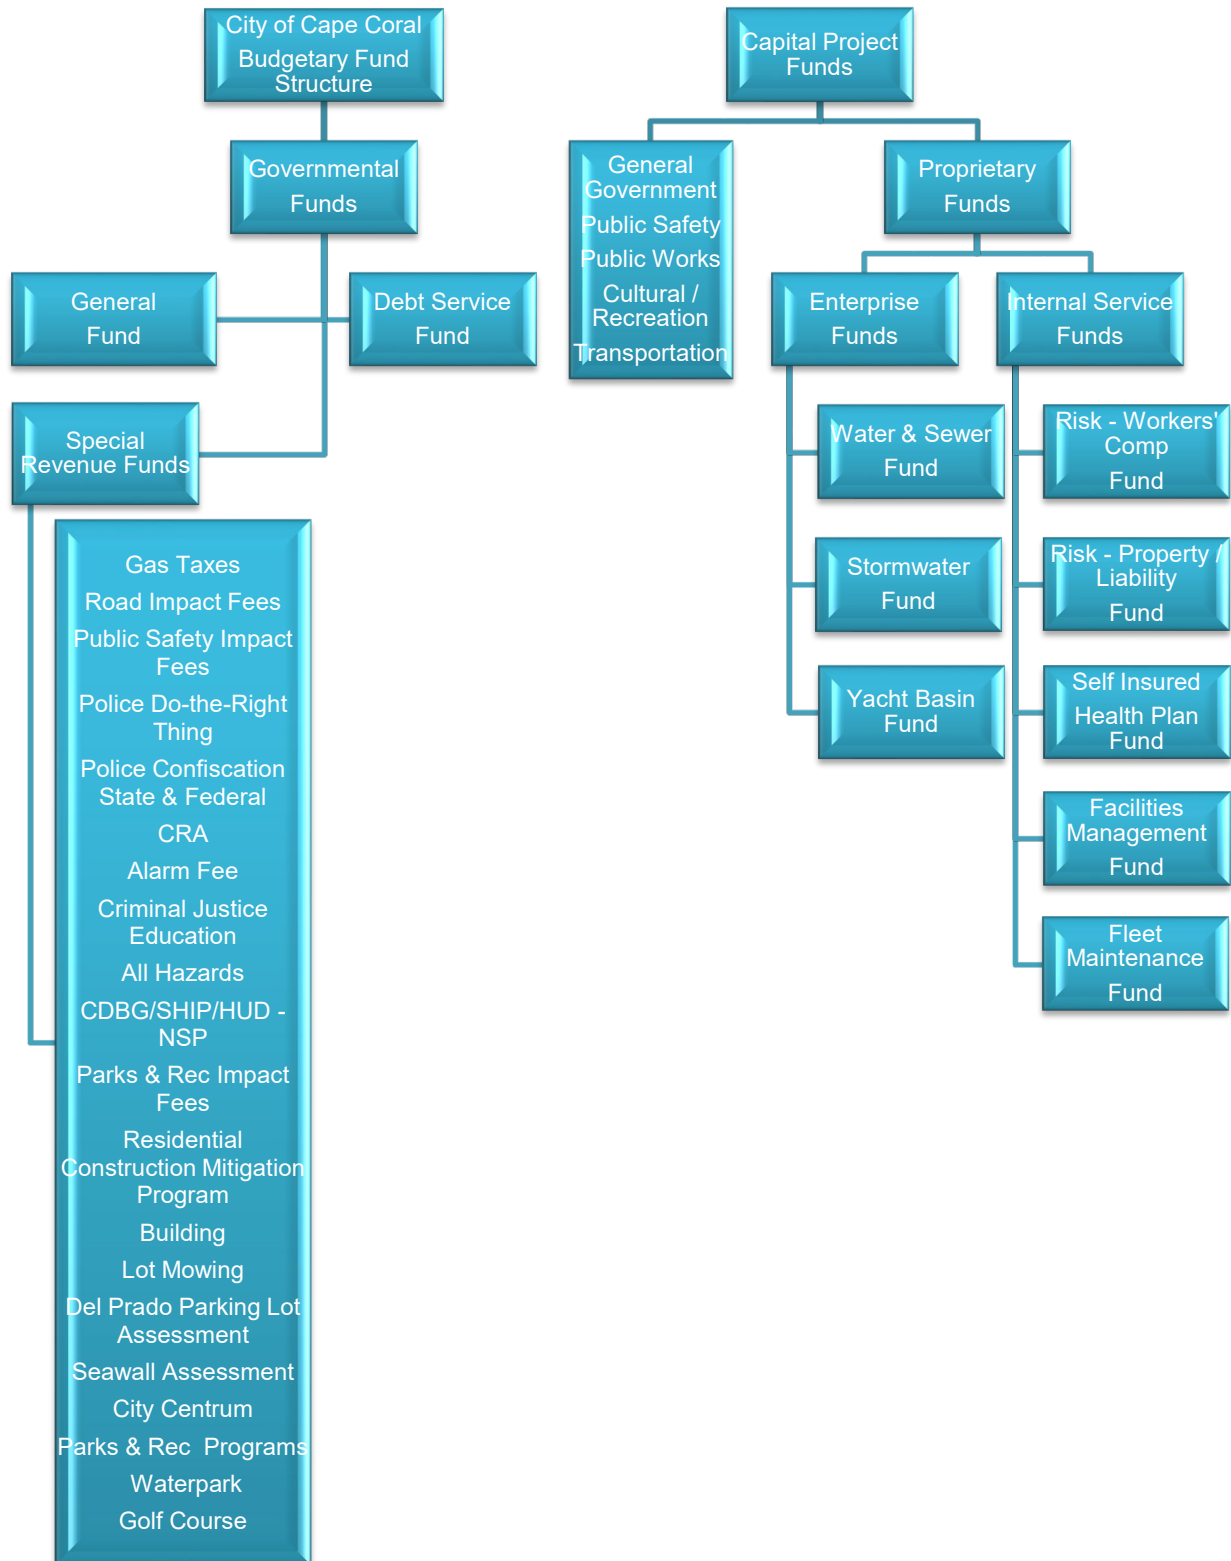 City of Cape Coral
Budgetary Fund
Structure
Governmental
Funds
General
Fund
Debt Service
Fund
Special
Revenue Funds
Gas Taxes
Road Impact Fees
Public Safety Impact
Fees
Police Do-the-Right
Thing
Police Confiscation
State & Federal
CRA
Alarm Fee
Criminal Justice
Education
All Hazards
CDBG/SHIP/HUD -
NSP
Parks & Rec Impact
Fees
Residential
Construction Mitigation
Program
Building
Lot Mowing
Del Prado Parking Lot
Assessment
Seawall Assessment
City Centrum
Parks & Rec  Programs
Waterpark
Golf Course
Capital Project
Funds
General
Government
Public Safety
Public Works
Cultural /
Recreation
Transportation
Proprietary
Funds
Enterprise
Funds
Water & Sewer
Fund
Stormwater
Fund
Yacht Basin
Fund
Internal Service
Funds
Risk - Workers'
Comp
Fund
Risk - Property /
Liability
Fund
Self Insured
Health Plan
Fund
Facilities
Management
Fund
Fleet
Maintenance
Fund